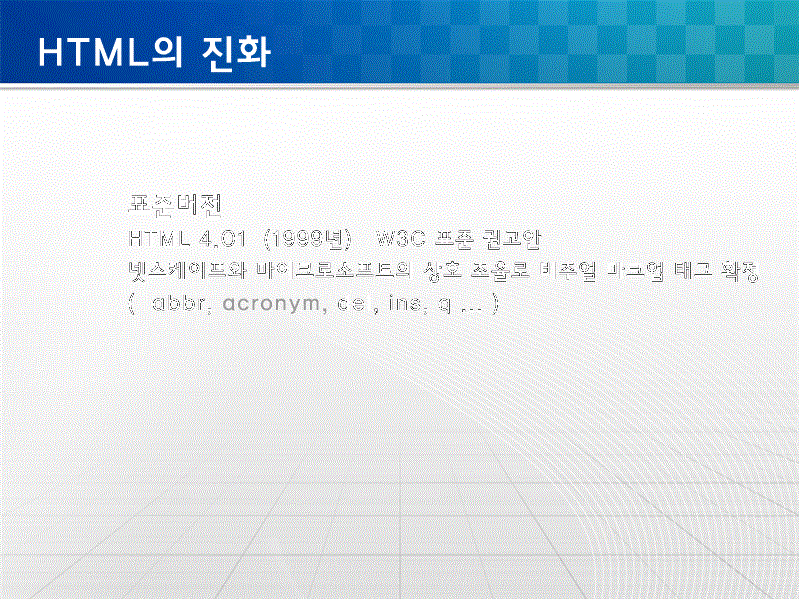 HTML의 진화
표준버전
HTML 4.01 (1999년) W3C 표준 권고안
넷스케이프와 마이크로소프트의 상호 조율로 비주얼 마크업 태그 확장
( abbr, acronym, del, ins, q ,... )